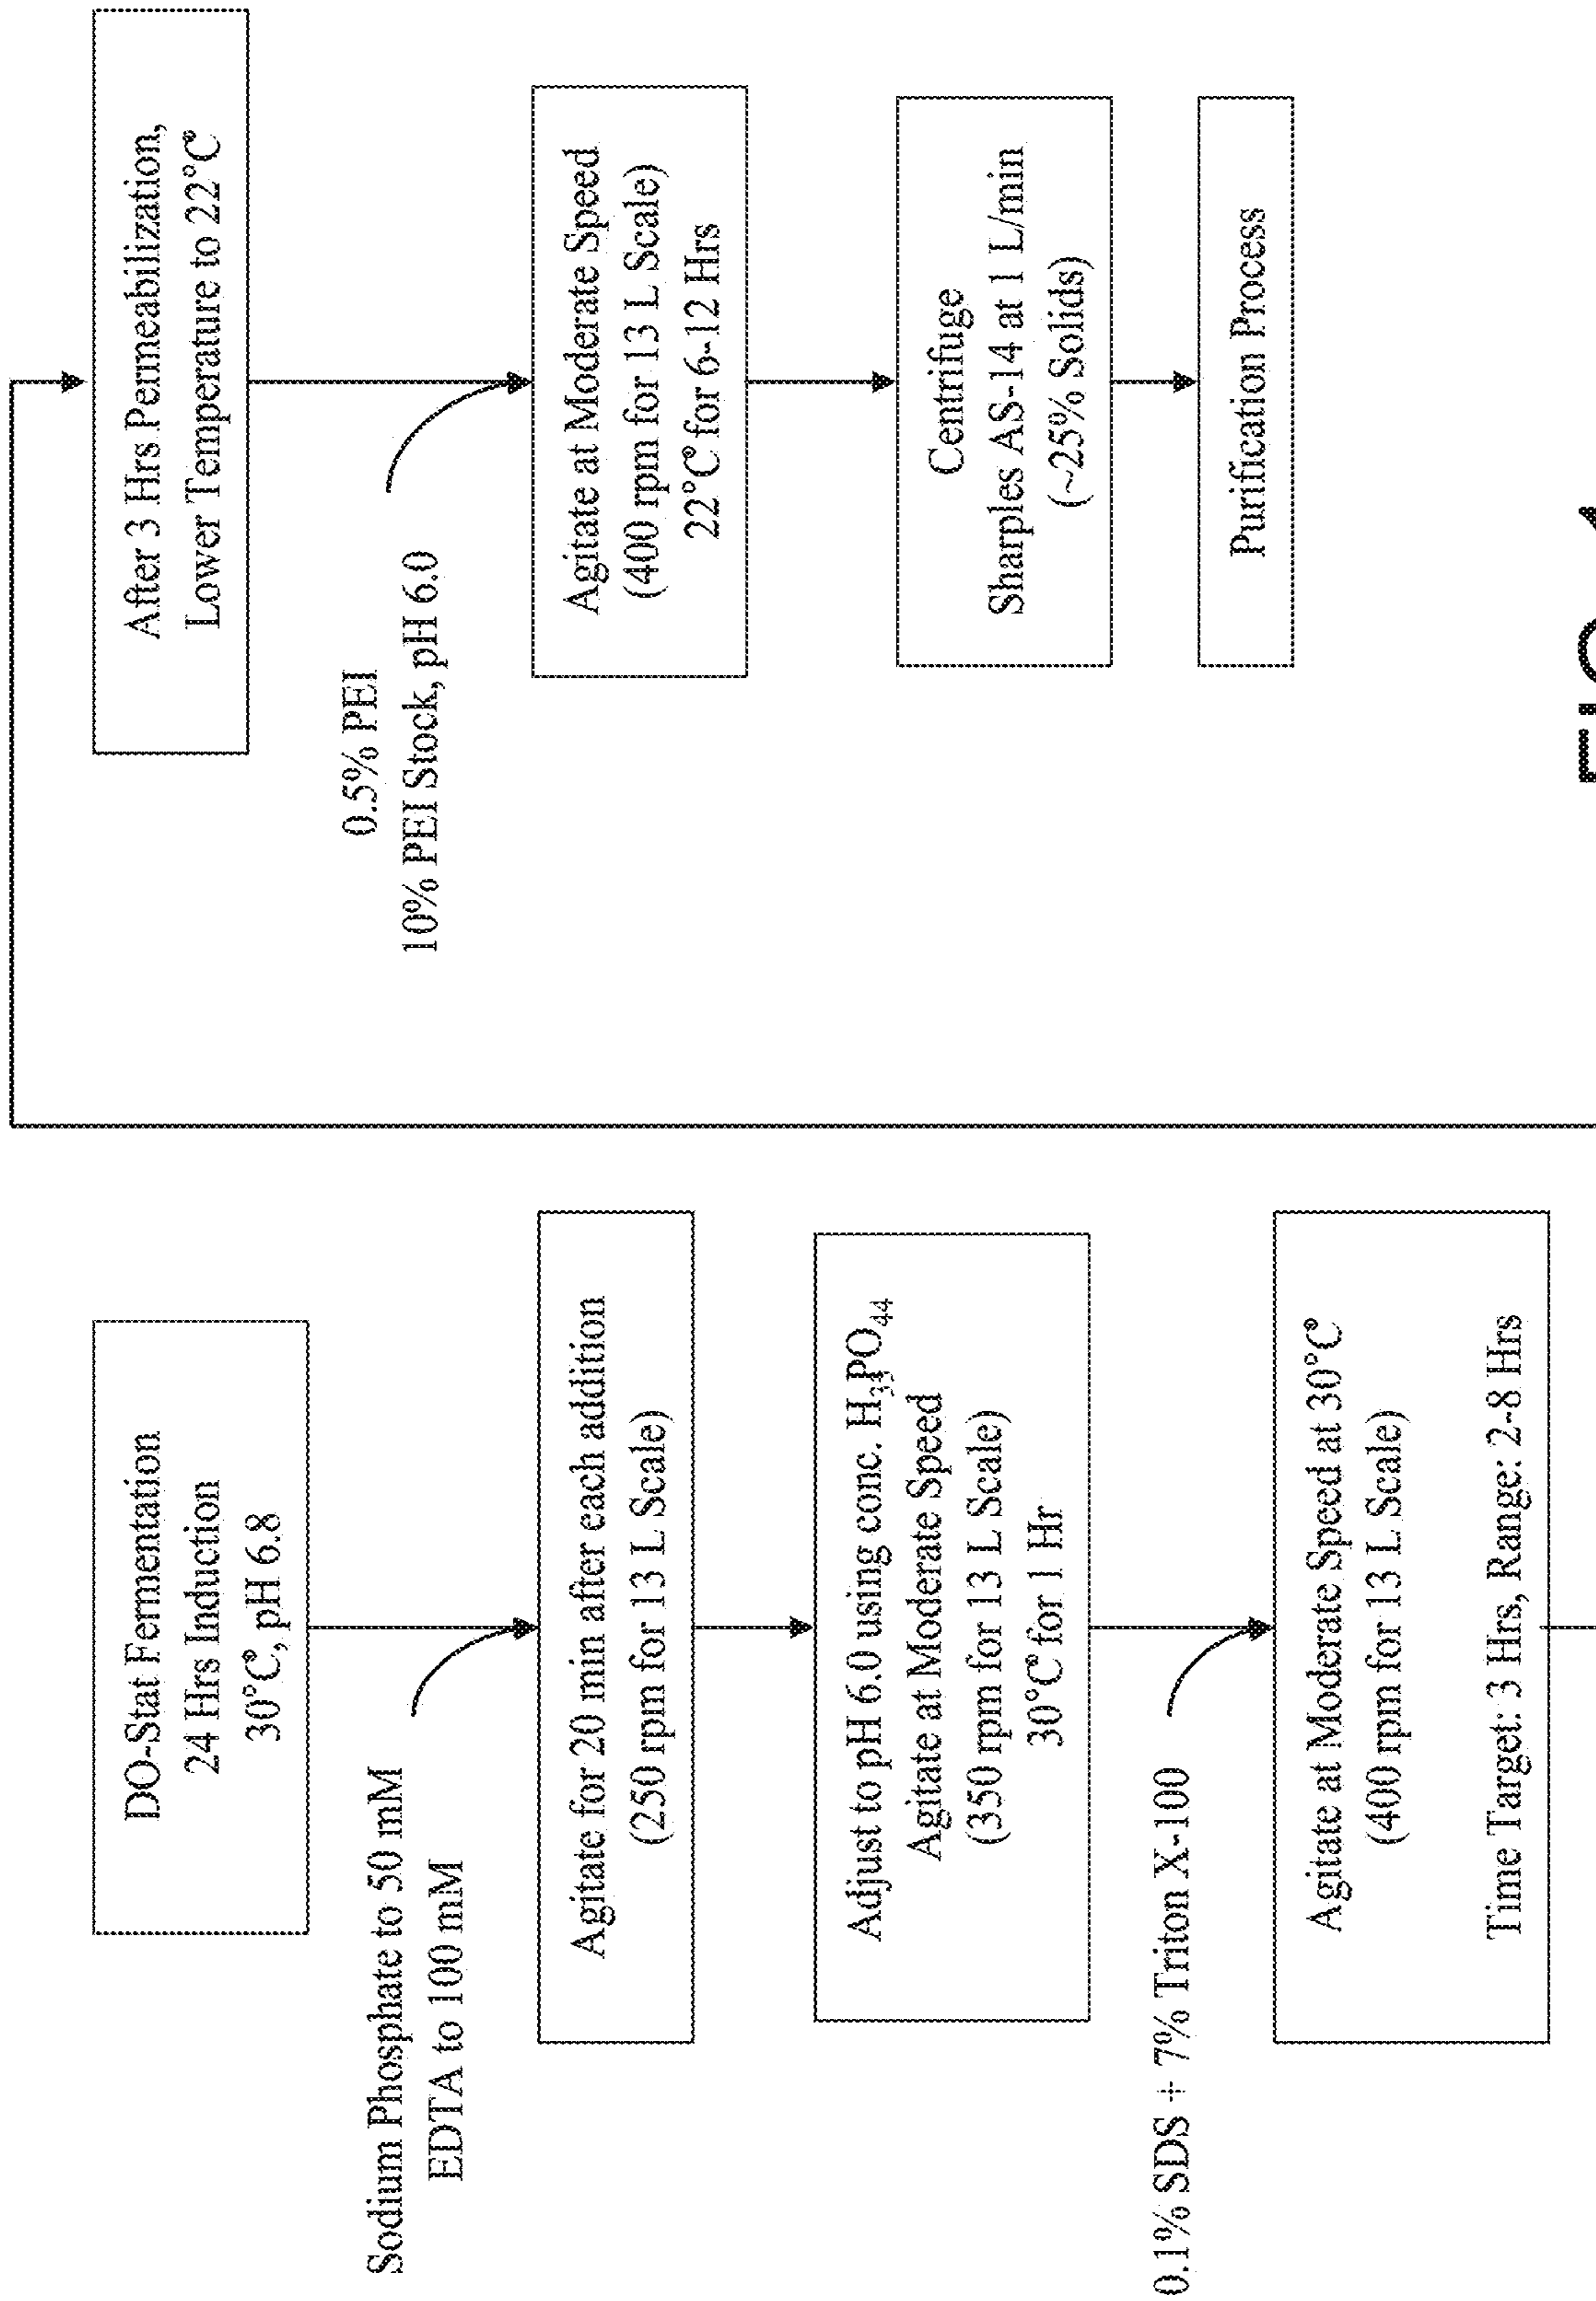 DO-Stat Fermentation
24 Hrs Induction
30°C, pH 6.8
Sodium Phosphate to 50 mM
EDTA to 100 mM
Agitate for 20 min after each addition
(250 rpm for 13 L Scale)
Adjust to pH 6.0 using conc. H₃₃PO₄₄
Agitate at Moderate Speed
(350 rpm for 13 L Scale)
30°C for 1 Hr
0.1% SDS + 7% Triton X-100
Agitate at Moderate Speed at 30°C
(400 rpm for 13 L Scale)
Time Target: 3 Hrs, Range: 2-8 Hrs
After 3 Hrs Permeabilization,
Lower Temperature to 22°C
0.5% PEI
10% PEI Stock, pH 6.0
Agitate at Moderate Speed
(400 rpm for 13 L Scale)
22°C for 6-12 Hrs
Centrifuge
Sharples AS-14 at 1 L/min
(~25% Solids)
Purification Process